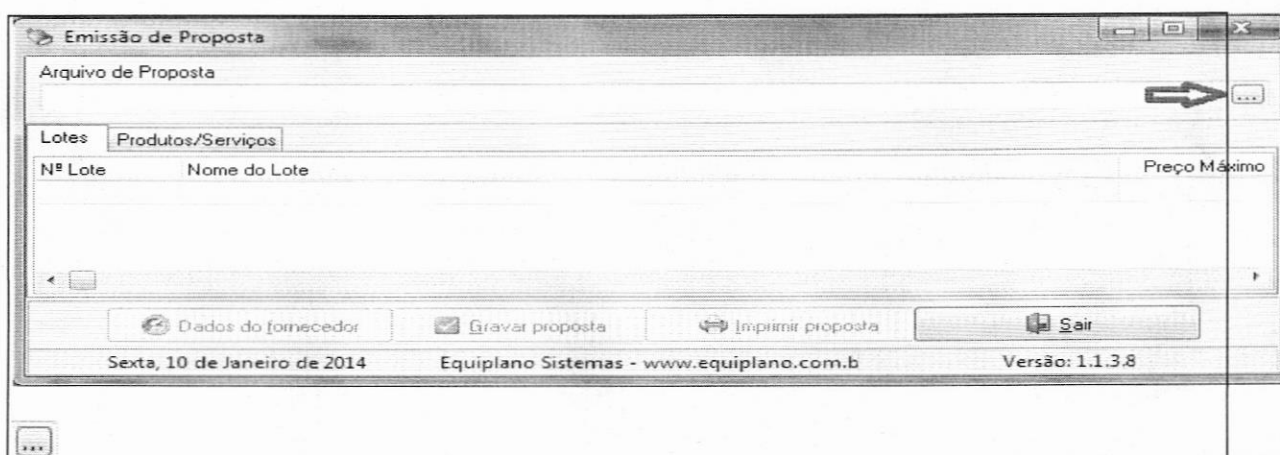 Emissão de Proposta
Arquivo de Proposta
...
Lotes Produtos/Serviços
Nº Lote Nome do Lote Preço Máximo
Dados do fornecedor Gravar proposta Imprimir proposta Sair
Sexta, 10 de Janeiro de 2014 Equiplano Sistemas - www.equiplano.com.b Versão: 1.1.3.8
...